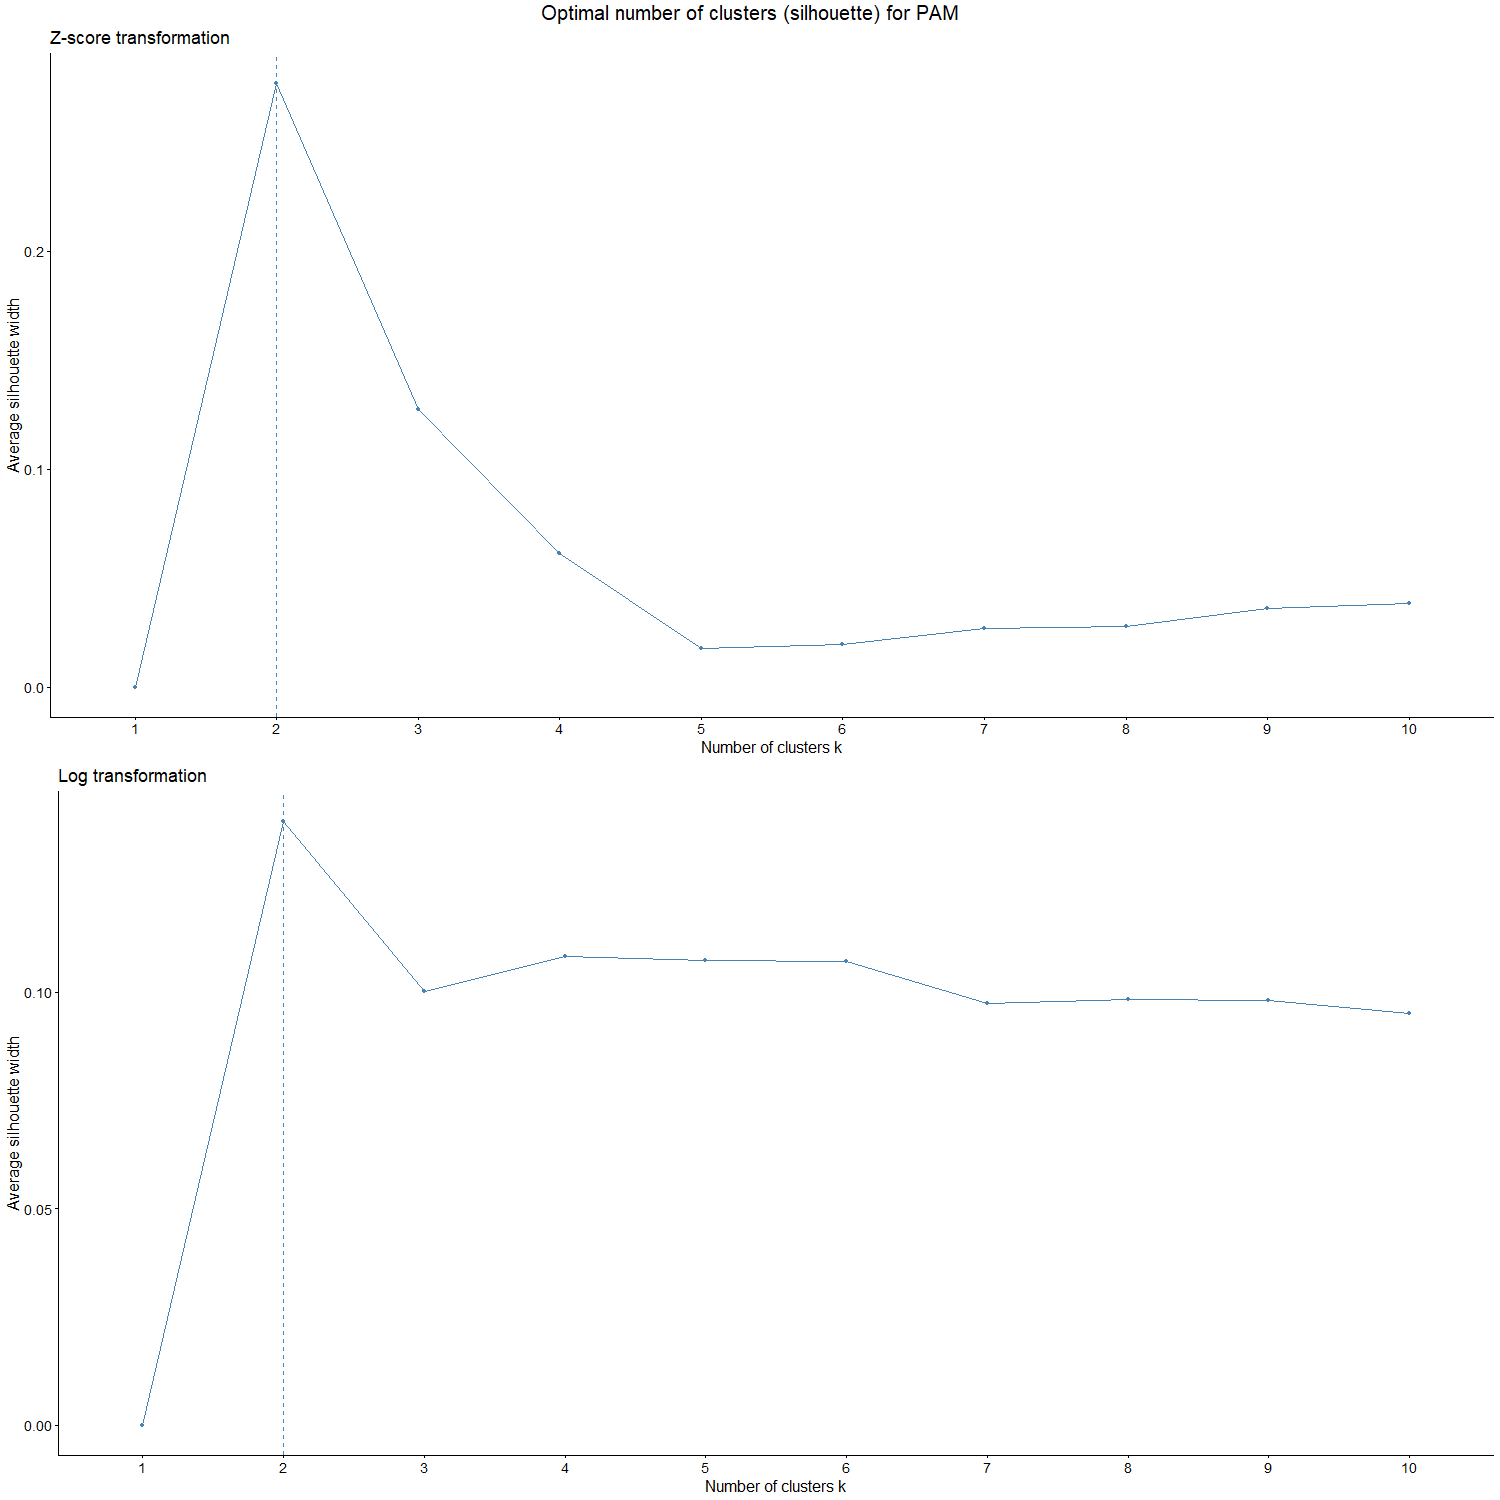 Optimal number of clusters (silhouette) for PAM
Z-score transformation
Average silhouette width
0.2
0.1
0.0
1 2 3 4 5 6 7 8 9 10
Number of clusters k
Log transformation
Average silhouette width
0.10
0.05
0.00
1 2 3 4 5 6 7 8 9 10
Number of clusters k